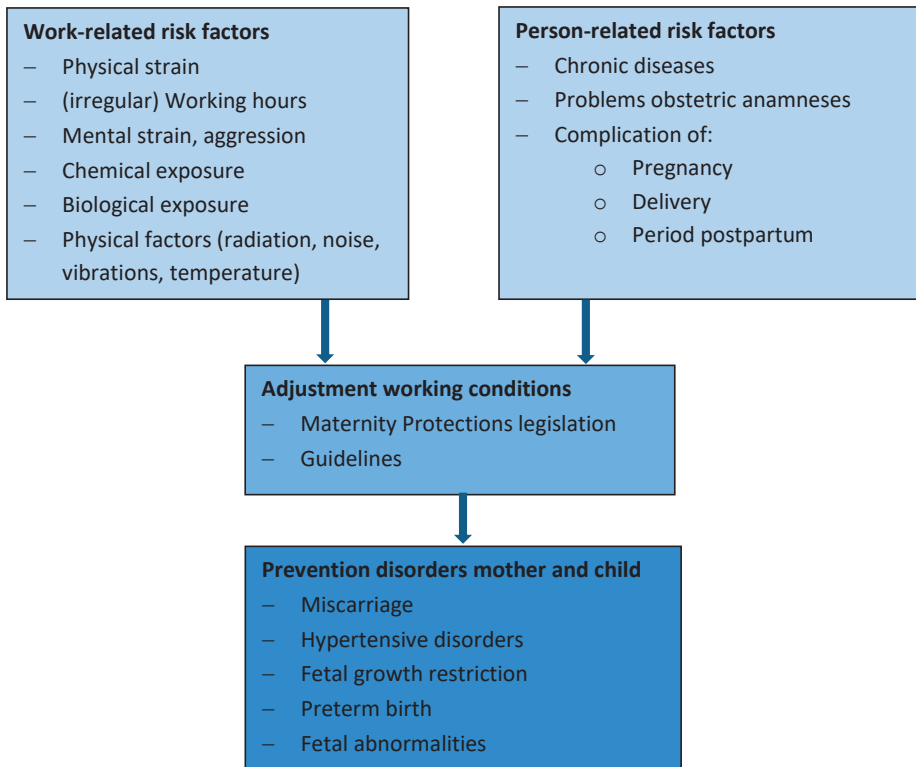 Work-related risk factors
– Physical strain
– (irregular) Working hours
– Mental strain, aggression
– Chemical exposure
– Biological exposure
– Physical factors (radiation, noise,
vibrations, temperature)
Person-related risk factors
– Chronic diseases
– Problems obstetric anamneses
– Complication of:
o Pregnancy
o Delivery
o Period postpartum
Adjustment working conditions
– Maternity Protections legislation
– Guidelines
Prevention disorders mother and child
– Miscarriage
– Hypertensive disorders
– Fetal growth restriction
– Preterm birth
– Fetal abnormalities